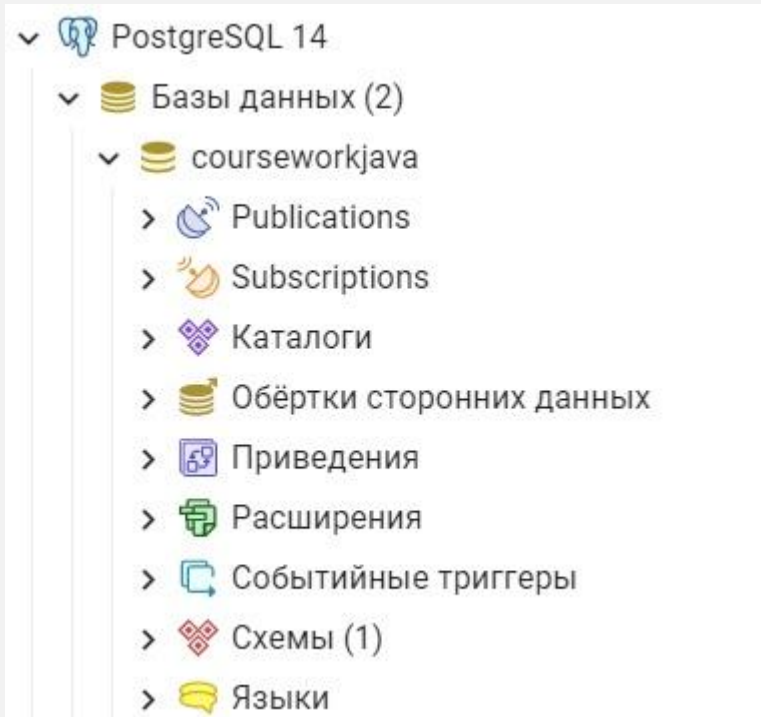 PostgreSQL 14
Базы данных (2)
courseworkjava
Publications
Subscriptions
Каталоги
Обёртки сторонних данных
Приведения
Расширения
Событийные триггеры
Схемы (1)
Языки